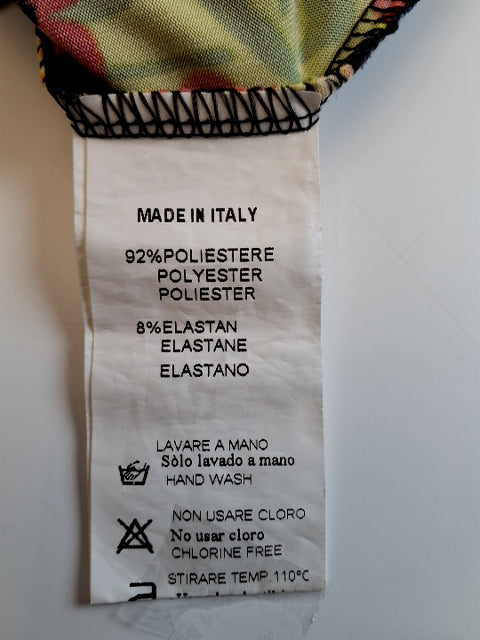 MADE IN ITALY
92%POLIESTERE
POLYESTER
POLIESTER
8%ELASTAN
ELASTANE
ELASTANO
LAVARE A MANO
Sòlo lavado a mano
HAND WASH
NON USARE CLORO
No usar cloro
CHLORINE FREE
STIRARE TEMP.110°C